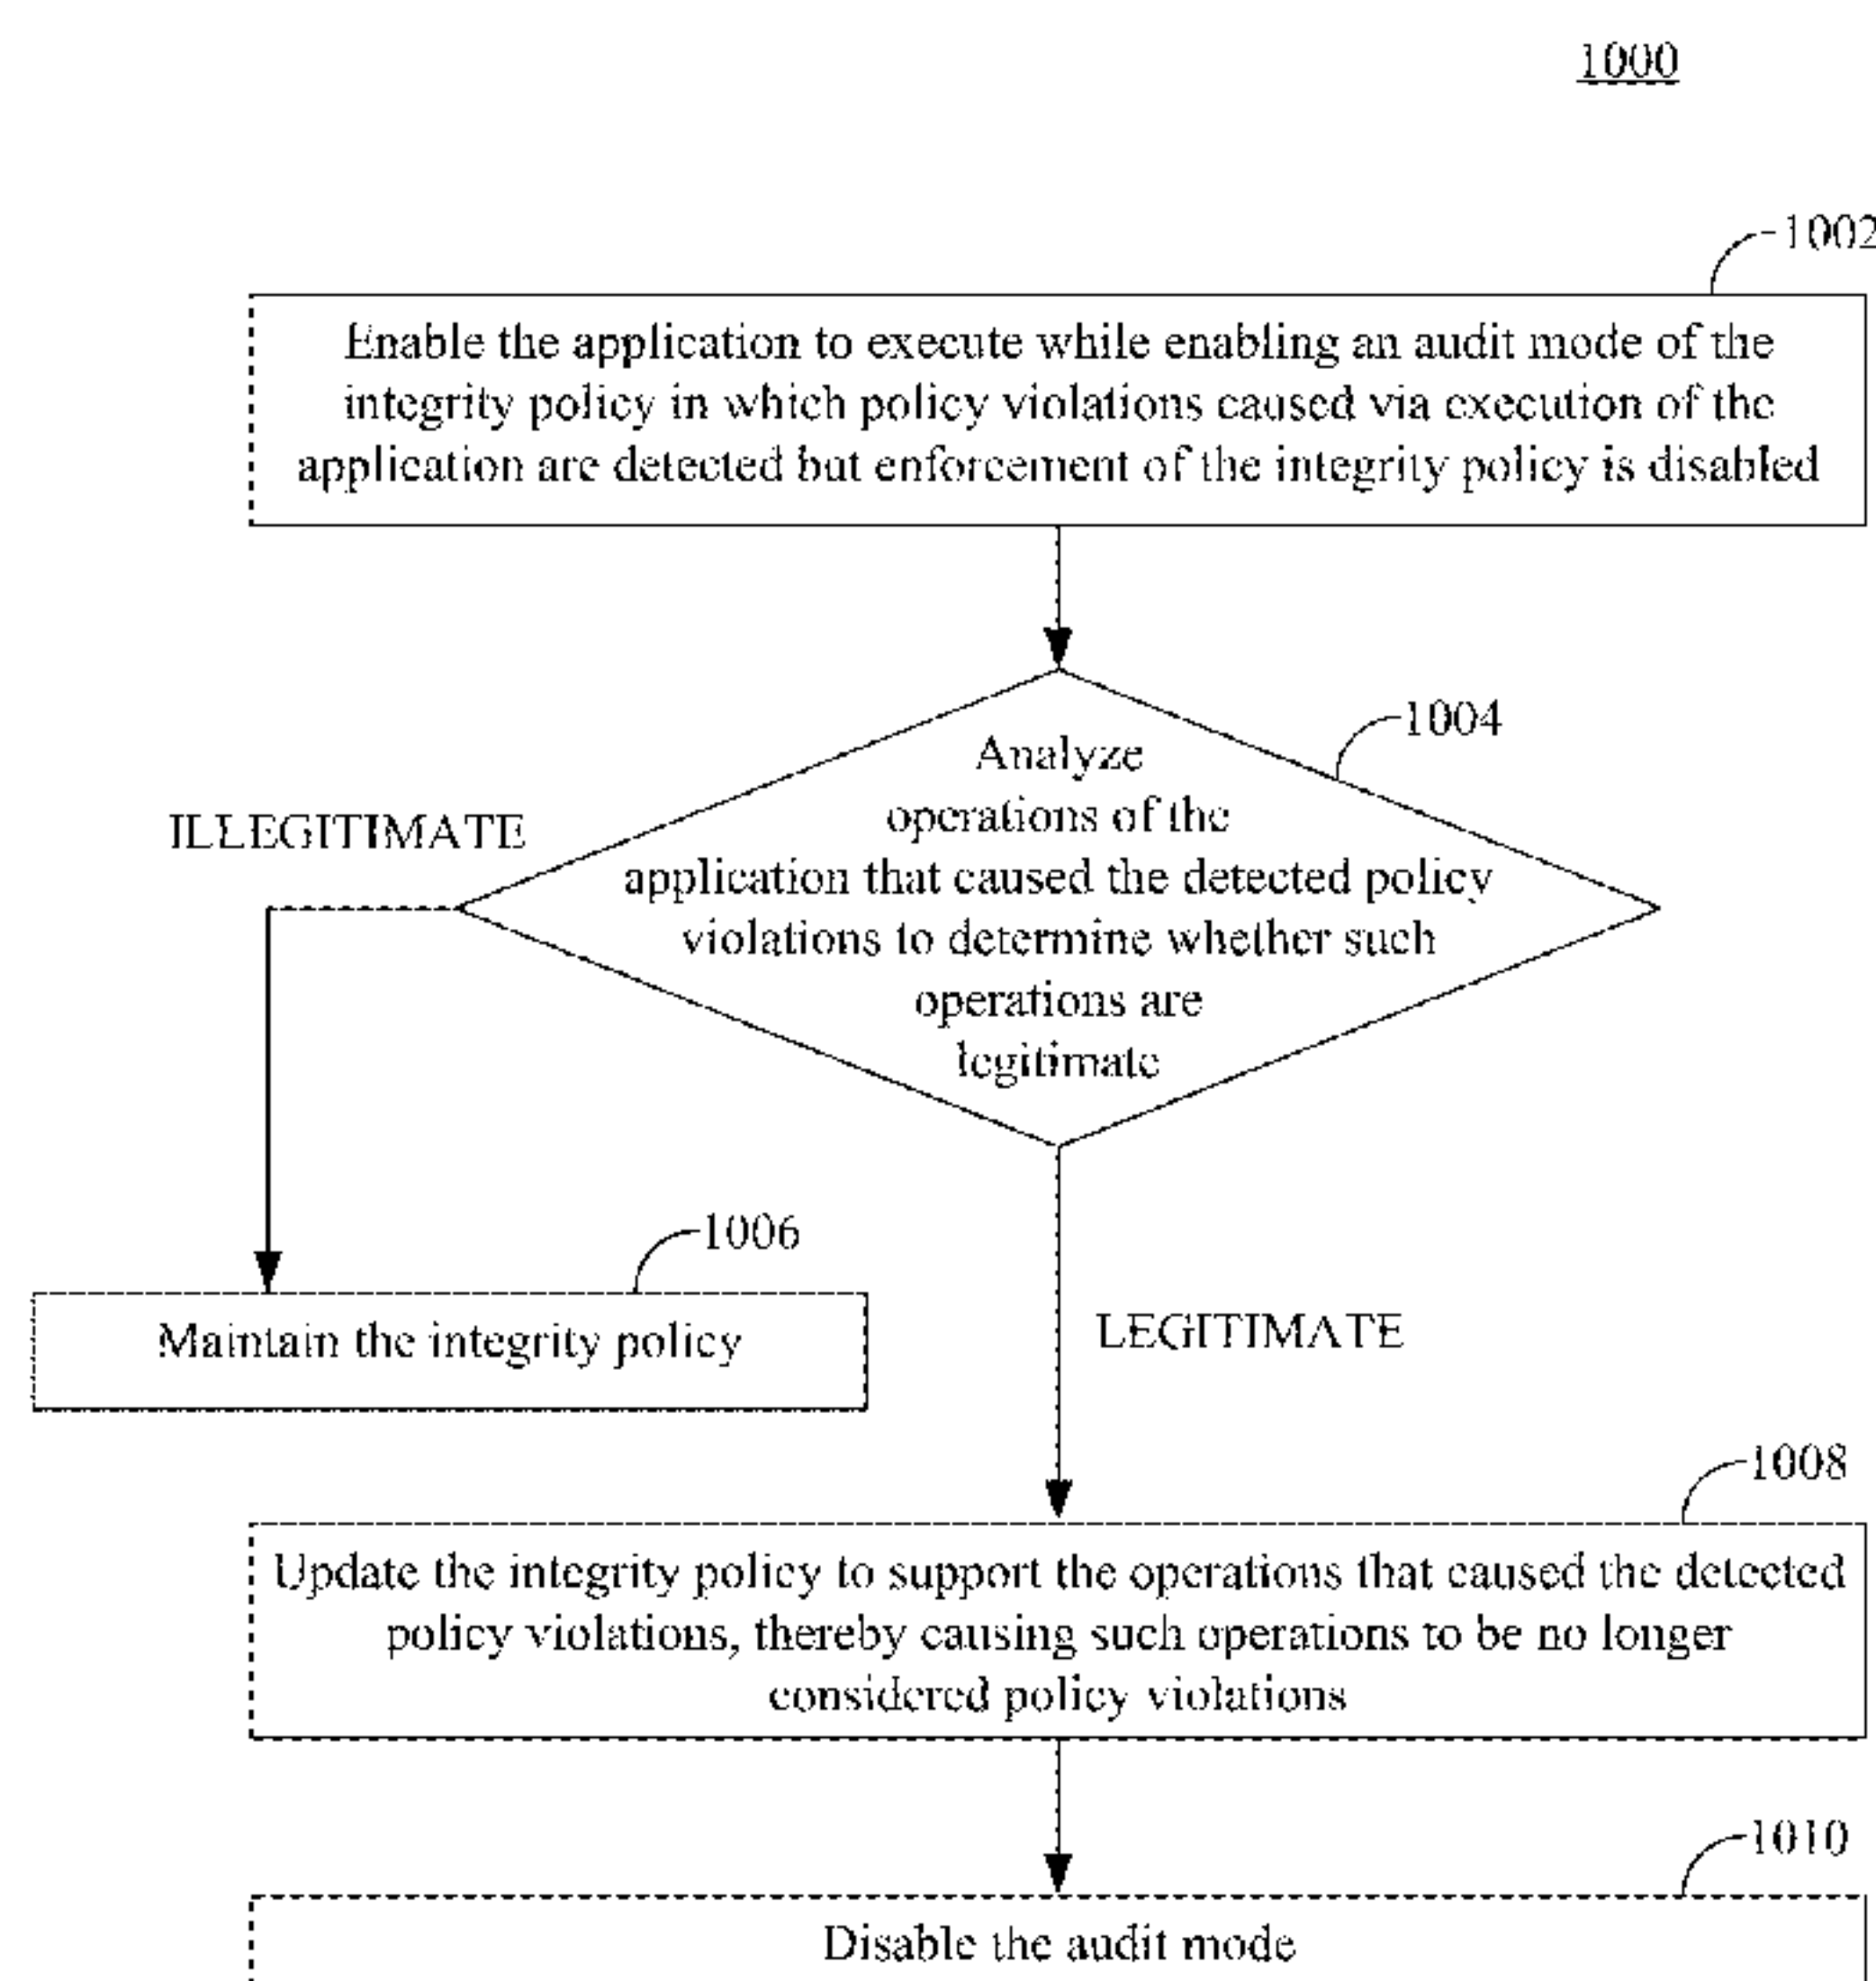 1000
1002
Enable the application to execute while enabling an audit mode of the
integrity policy in which policy violations caused via execution of the
application are detected but enforcement of the integrity policy is disabled
1004
Analyze
operations of the
application that caused the detected policy
violations to determine whether such
operations are
legitimate
ILLEGITIMATE
1006
Maintain the integrity policy
LEGITIMATE
1008
Update the integrity policy to support the operations that caused the detected
policy violations, thereby causing such operations to be no longer
considered policy violations
1010
Disable the audit mode